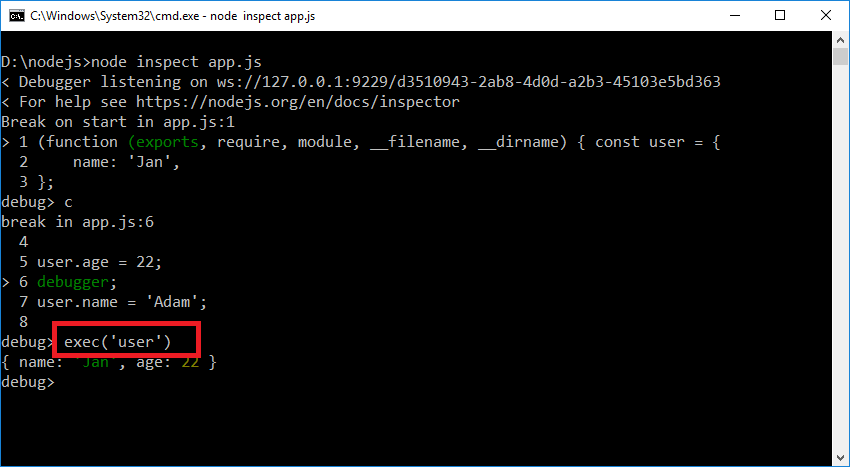 C:\Windows\System32\cmd.exe - node  inspect app.js
D:\nodejs>node inspect app.js
< Debugger listening on ws://127.0.0.1:9229/d3510943-2ab8-4d0d-a2b3-45103e5bd363
< For help see https://nodejs.org/en/docs/inspector
Break on start in app.js:1
> 1 (function (exports, require, module, __filename, __dirname) { const user = {
  2     name: 'Jan',
  3 };
debug> c
break in app.js:6
  4
  5 user.age = 22;
> 6 debugger;
  7 user.name = 'Adam';
  8
debug> exec('user')
{ name: 'Jan', age: 22 }
debug>